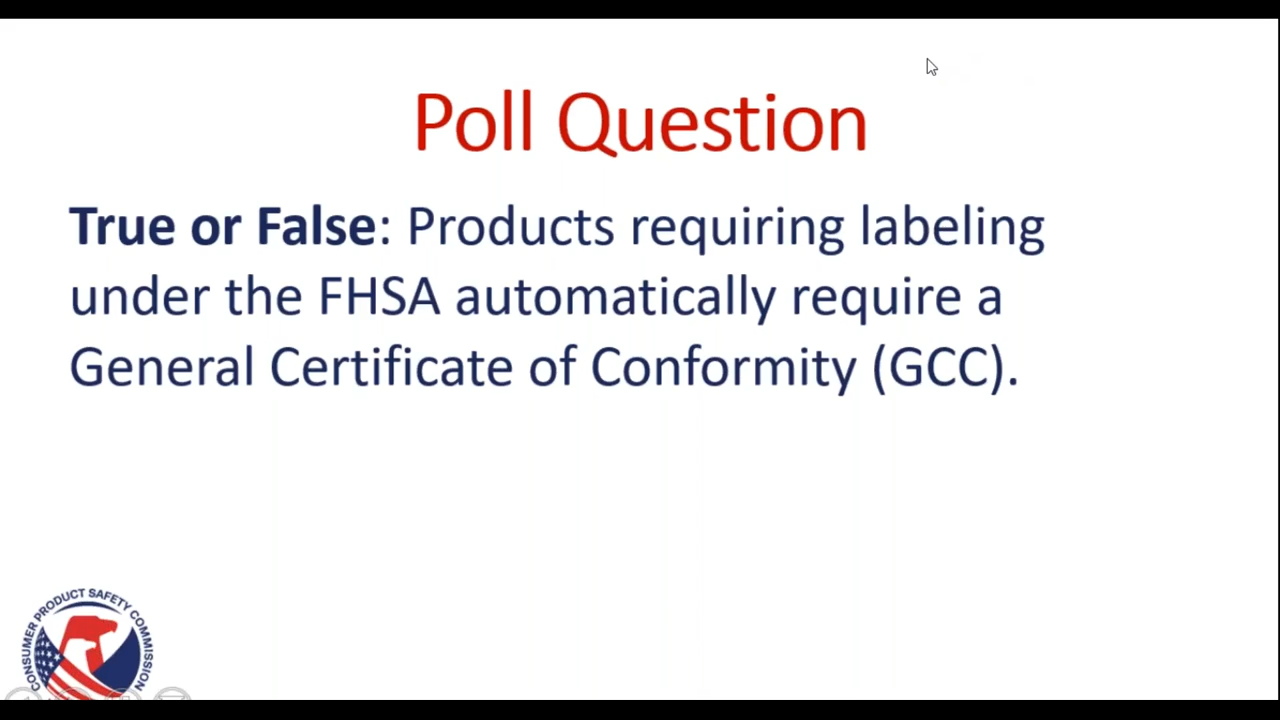 Poll Question
True or False: Products requiring labeling
under the FHSA automatically require a
General Certificate of Conformity (GCC).
CONSUMER PRODUCT SAFETY COMMISSION